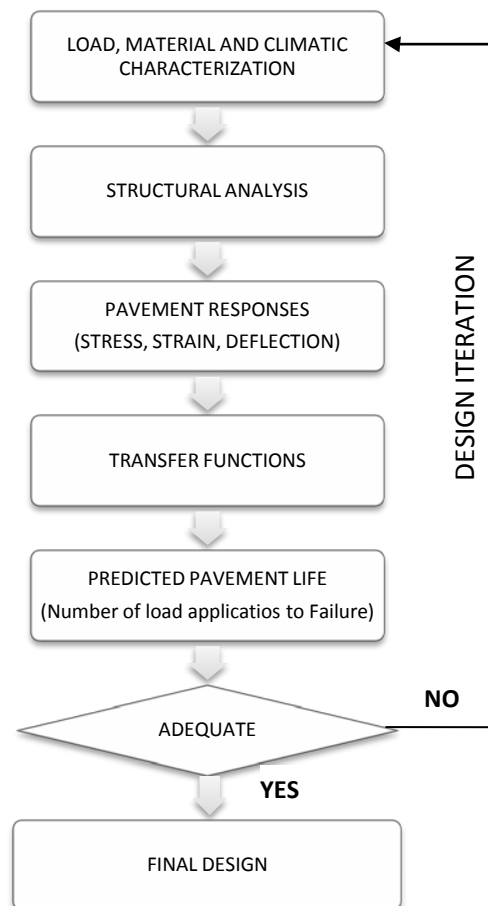 LOAD, MATERIAL AND CLIMATIC
CHARACTERIZATION
STRUCTURAL ANALYSIS
PAVEMENT RESPONSES
(STRESS, STRAIN, DEFLECTION)
TRANSFER FUNCTIONS
PREDICTED PAVEMENT LIFE
(Number of load applicatios to Failure)
ADEQUATE
NO
YES
FINAL DESIGN
DESIGN ITERATION